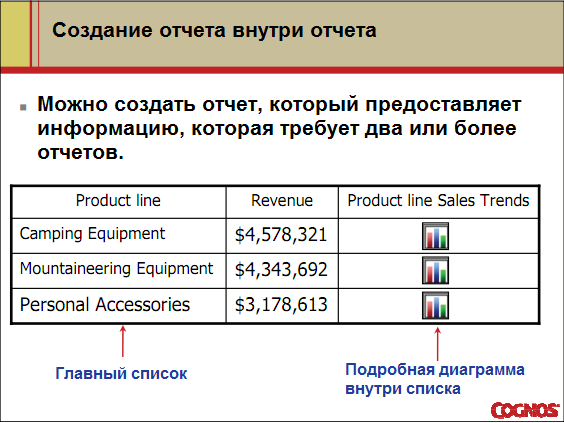 Создание отчета внутри отчета
Можно создать отчет, который предоставляет
информацию, которая требует два или более
отчетов.
Product line Revenue Product line Sales Trends
Camping Equipment $4,578,321
Mountaineering Equipment $4,343,692
Personal Accessories $3,178,613
Главный список
Подробная диаграмма
внутри списка
COGNOS